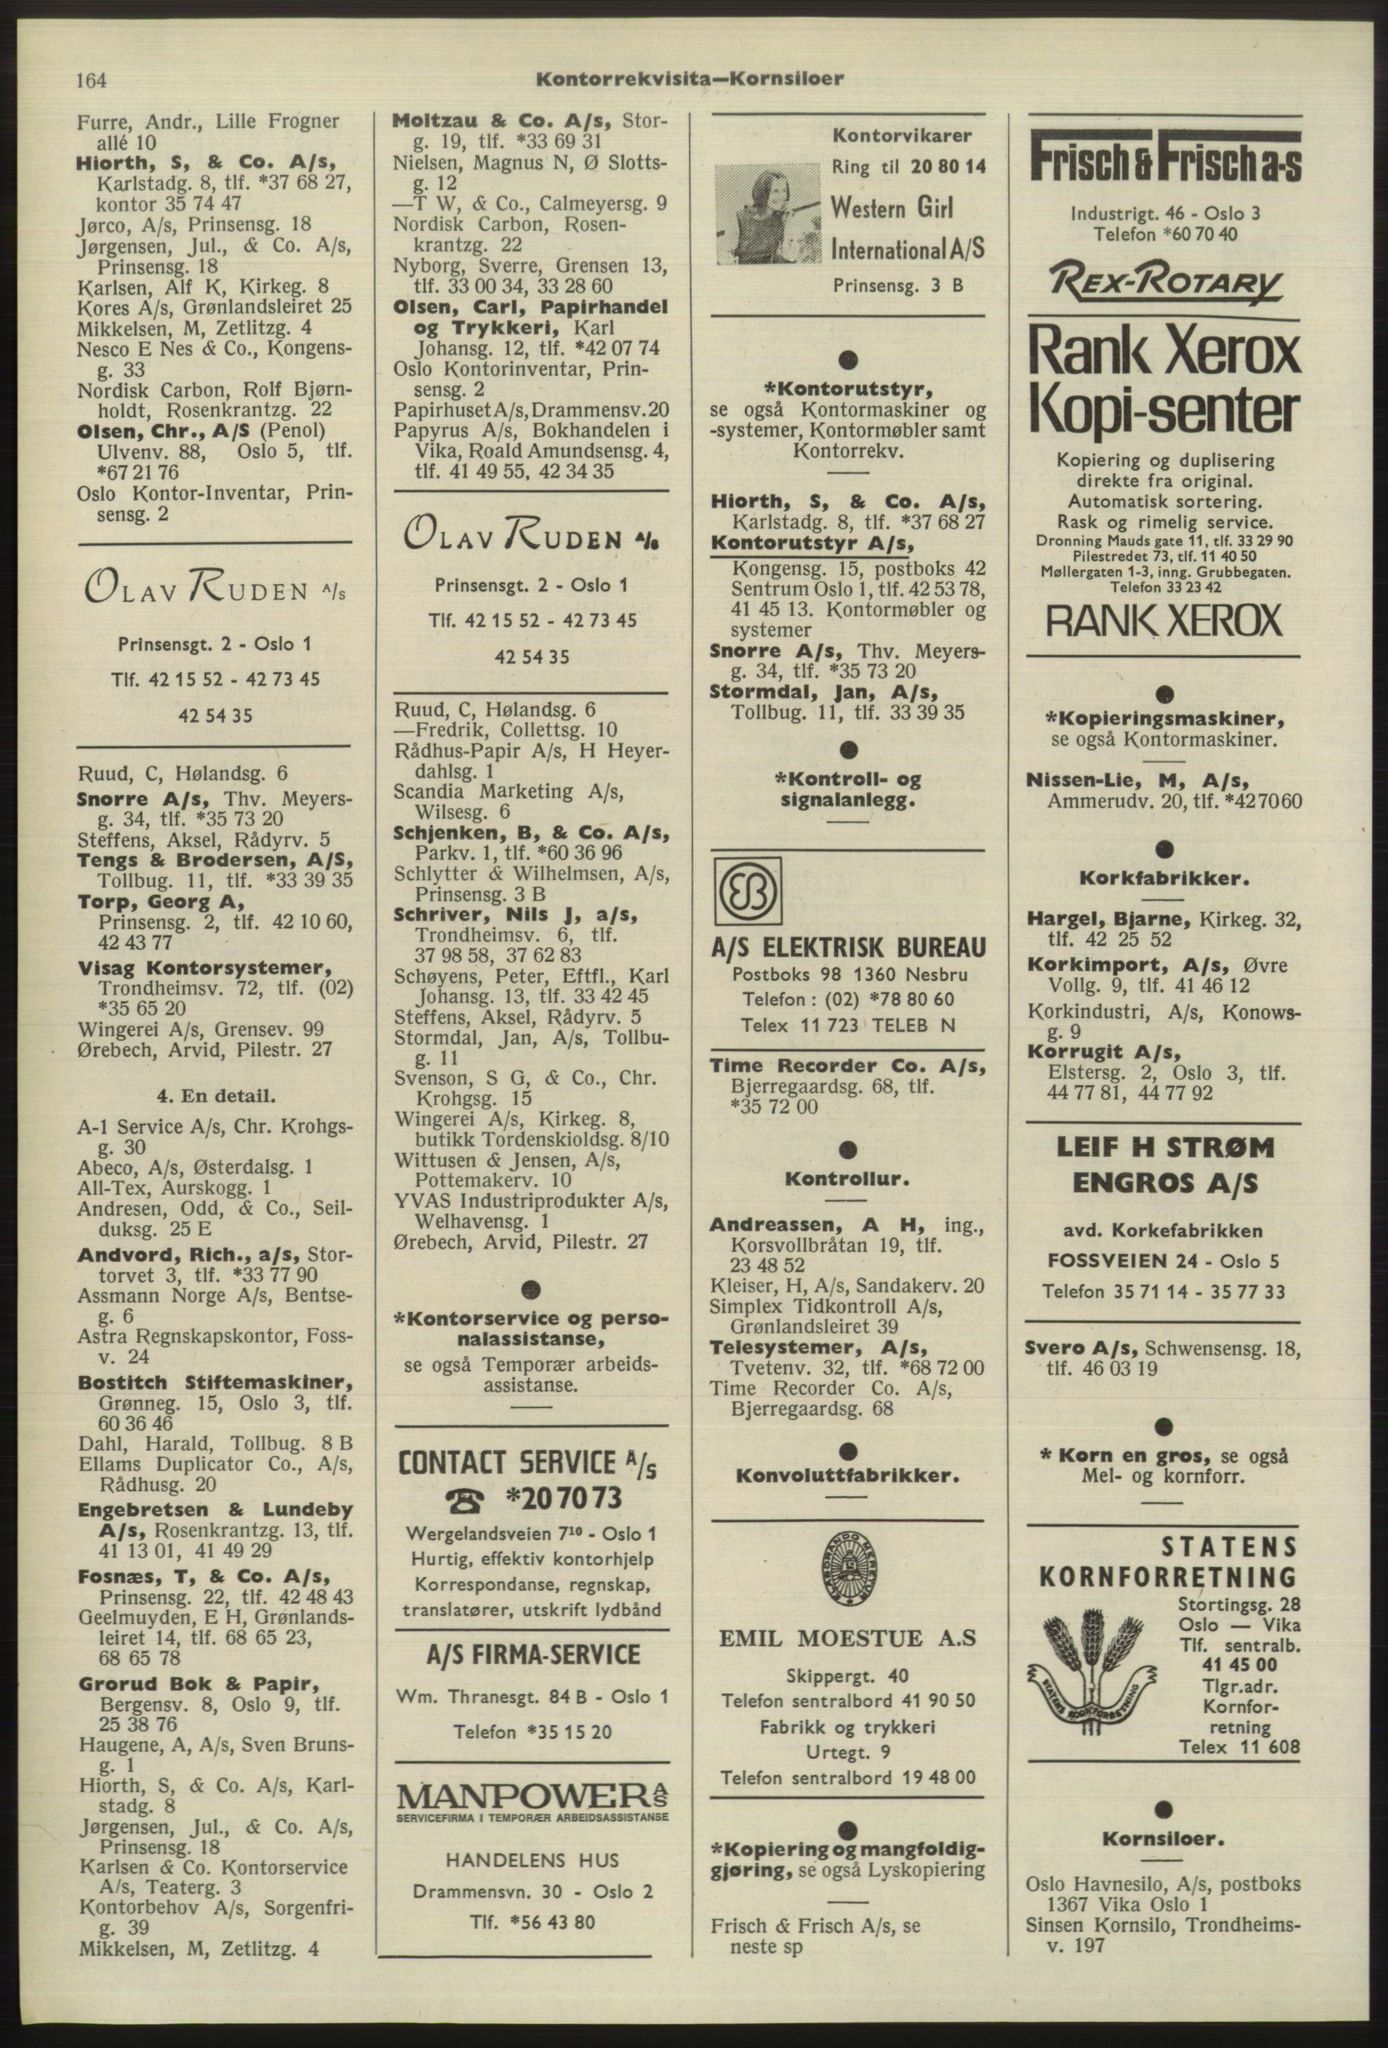 164
Kontorrekvisita—Kornsiloer
Furre, Andr., Lille Frogner
allé 10
Hiorth, S, & Co. A/s,
Karlstadg. 8, tlf. *37 68 27,
kontor 35 74 47
Jørco, A/s, Prinsensg. 18
Jørgensen, Jul., & Co. A/s,
Prinsensg. 18
Karlsen, Alf K, Kirkeg. 8
Kores A/s, Grønlandsleiret 25
Mikkelsen, M, Zetlitzg. 4
Nesco E Nes & Co., Kongens-
g. 33
Nordisk Carbon, Rolf Bjørn-
holdt, Rosenkrantzg. 22
Olsen, Chr., A/S (Penol)
Ulvenv. 88, Oslo 5, tlf.
*67 21 76
Oslo Kontor-Inventar, Prin-
sensg. 2
OLAV RUDEN A/s
Prinsensgt. 2 - Oslo 1
Tlf. 42 15 52 - 42 73 45
42 54 35
Ruud, C, Hølandsg. 6
Snorre A/s, Thv. Meyers-
g. 34, tlf. *35 73 20
Steffens, Aksel, Rådyrv. 5
Tengs & Brodersen, A/S,
Tollbug. 11, tlf. *33 39 35
Torp, Georg A,
Prinsensg. 2, tlf. 42 10 60,
42 43 77
Visag Kontorsystemer,
Trondheimsv. 72, tlf. (02)
*35 65 20
Wingerei A/s, Grensev. 99
Ørebech, Arvid, Pilestr. 27
4. En detail.
A-1 Service A/s, Chr. Krohgs-
g. 30
Abeco, A/s, Østerdalsg. 1
All-Tex, Aurskogg. 1
Andresen, Odd, & Co., Seil-
duksg. 25 E
Andvord, Rich., a/s, Stor-
torvet 3, tlf. *33 77 90
Assmann Norge A/s, Bentse-
g. 6
Astra Regnskapskontor, Foss-
v. 24
Bostitch Stiftemaskiner,
Grønneg. 15, Oslo 3, tlf.
60 36 46
Dahl, Harald, Tollbug. 8 B
Ellams Duplicator Co., A/s,
Rådhusg. 20
Engebretsen & Lundeby
A/s, Rosenkrantzg. 13, tlf.
41 13 01, 41 49 29
Fosnæs, T, & Co. A/s,
Prinsensg. 22, tlf. 42 48 43
Geelmuyden, E H, Grønlands-
leiret 14, tlf. 68 65 23,
68 65 78
Grorud Bok & Papir,
Bergensv. 8, Oslo 9, tlf.
25 38 76
Haugene, A, A/s, Sven Bruns-
g. 1
Hiorth, S, & Co. A/s, Karl-
stadg. 8
Jørgensen, Jul., & Co. A/s,
Prinsensg. 18
Karlsen & Co. Kontorservice
A/s, Teaterg. 3
Kontorbehov A/s, Sorgenfri-
g. 39
Mikkelsen, M, Zetlitzg. 4
Moltzau & Co. A/s, Stor-
g. 19, tlf. *33 69 31
Nielsen, Magnus N, Ø Slotts-
g. 12
—T W, & Co., Calmeyersg. 9
Nordisk Carbon, Rosen-
krantzg. 22
Nyborg, Sverre, Grensen 13,
tlf. 33 00 34, 33 28 60
Olsen, Carl, Papirhandel
og Trykkeri, Karl
Johansg. 12, tlf. *42 07 74
Oslo Kontorinventar, Prin-
sensg. 2
Papirhuset A/s, Drammensv. 20
Papyrus A/s, Bokhandelen i
Vika, Roald Amundsensg. 4,
tlf. 41 49 55, 42 34 35
OLAV RUDEN A/s
Prinsensgt. 2 - Oslo 1
Tlf. 42 15 52 - 42 73 45
42 54 35
Ruud, C, Hølandsg. 6
—Fredrik, Collettsg. 10
Rådhus-Papir A/s, H Heyer-
dahlsg. 1
Scandia Marketing A/s,
Wilsesg. 6
Schjenken, B, & Co. A/s,
Parkv. 1, tlf. *60 36 96
Schlytter & Wilhelmsen, A/s,
Prinsensg. 3 B
Schriver, Nils J, a/s,
Trondheimsv. 6, tlf.
37 98 58, 37 62 83
Schøyens, Peter, Eftfl., Karl
Johansg. 13, tlf. 33 42 45
Steffens, Aksel, Rådyrv. 5
Stormdal, Jan, A/s, Tollbu-
g. 11
Svenson, S G, & Co., Chr.
Krohgsg. 15
Wingerei A/s, Kirkeg. 8,
butikk Tordenskioldsg. 8/10
Wittusen & Jensen, A/s,
Pottemakerv. 10
YVAS Industriprodukter A/s,
Welhavensg. 1
Ørebech, Arvid, Pilestr. 27
*Kontorservice og perso-
nalassistanse,
se også Temporær arbeids-
assistanse.
CONTACT SERVICE A/S
*20 70 73
Wergelandsveien 7¹⁰ - Oslo 1
Hurtig, effektiv kontorhjelp
Korrespondanse, regnskap,
translatører, utskrift lydbånd
A/S FIRMA-SERVICE
Wm. Thranesgt. 84 B - Oslo 1
Telefon *35 15 20
MANPOWER A/S
SERVICEFIRMA I TEMPORÆR ARBEIDSASSISTANSE
HANDELENS HUS
Drammensvn. 30 - Oslo 2
Tlf. *56 43 80
Kontorvikarer
Ring til 20 80 14
Western Girl
International A/S
Prinsensg. 3 B
*Kontorutstyr,
se også Kontormaskiner og
-systemer, Kontormøbler samt
Kontorrekv.
Hiorth, S, & Co. A/s,
Karlstadg. 8, tlf. *37 68 27
Kontorutstyr A/s,
Kongensg. 15, postboks 42
Sentrum Oslo 1, tlf. 42 53 78,
41 45 13. Kontormøbler og
systemer
Snorre A/s, Thv. Meyers-
g. 34, tlf. *35 73 20
Stormdal, Jan, A/s,
Tollbug. 11, tlf. 33 39 35
*Kontroll- og
signalanlegg.
EB
A/S ELEKTRISK BUREAU
Postboks 98 1360 Nesbru
Telefon: (02) *78 80 60
Telex 11 723 TELEB N
Time Recorder Co. A/s,
Bjerregaardsg. 68, tlf.
*35 72 00
Kontrollur.
Andreassen, A H, ing.,
Korsvollbråtan 19, tlf.
23 48 52
Kleiser, H, A/s, Sandakerv. 20
Simplex Tidkontroll A/s,
Grønlandsleiret 39
Telesystemer, A/s,
Tvetenv. 32, tlf. *68 72 00
Time Recorder Co. A/s,
Bjerregaardsg. 68
Konvoluttfabrikker.
EMIL MOESTUE A.S
Skippergt. 40
Telefon sentralbord 41 90 50
Fabrikk og trykkeri
Urtegt. 9
Telefon sentralbord 19 48 00
*Kopiering og mangfoldig-
gjøring, se også Lyskopiering
Frisch & Frisch A/s, se
neste sp
Frisch & Frisch a-s
Industrigt. 46 - Oslo 3
Telefon *60 70 40
REX-ROTARY
Rank Xerox
Kopi-senter
Kopiering og duplisering
direkte fra original.
Automatisk sortering.
Rask og rimelig service.
Dronning Mauds gate 11, tlf. 33 29 90
Pilestredet 73, tlf. 11 40 50
Møllergaten 1-3, inng. Grubbegaten.
Telefon 33 23 42
RANK XEROX
*Kopieringsmaskiner,
se også Kontormaskiner.
Nissen-Lie, M, A/s,
Ammerudv. 20, tlf. *42 70 60
Korkfabrikker.
Hargel, Bjarne, Kirkeg. 32,
tlf. 42 25 52
Korkimport, A/s, Øvre
Vollg. 9, tlf. 41 46 12
Korkindustri, A/s, Konows-
g. 9
Korrugit A/s,
Elstersg. 2, Oslo 3, tlf.
44 77 81, 44 77 92
LEIF H STRØM
ENGROS A/S
avd. Korkefabrikken
FOSSVEIEN 24 - Oslo 5
Telefon 35 71 14 - 35 77 33
Svero A/s, Schwensensg. 18,
tlf. 46 03 19
* Korn en gros, se også
Mel- og kornforr.
STATENS
KORNFORRETNING
Stortingsg. 28
Oslo — Vika
Tlf. sentralb.
41 45 00
Tlgr.adr.
Kornfor-
retning
Telex 11 608
STATENS KORNFORRETNING
Kornsiloer.
Oslo Havnesilo, A/s, postboks
1367 Vika Oslo 1
Sinsen Kornsilo, Trondheims-
v. 197